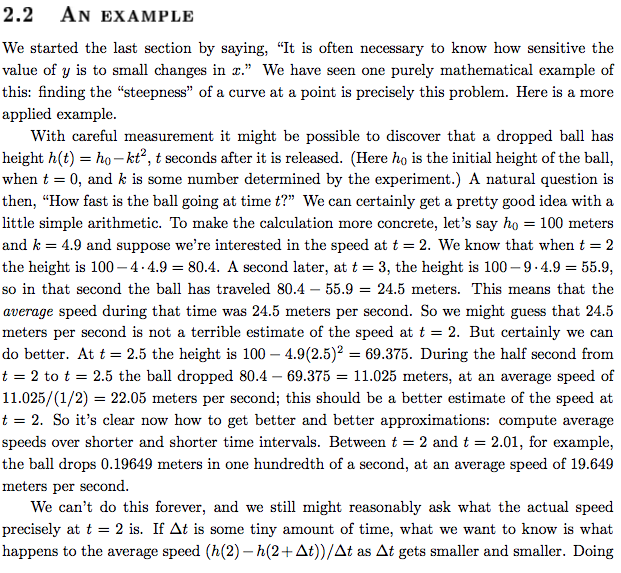 2.2 AN EXAMPLE
We started the last section by saying, “It is often necessary to know how sensitive the
value of y is to small changes in x.” We have seen one purely mathematical example of
this: finding the “steepness” of a curve at a point is precisely this problem. Here is a more
applied example.
With careful measurement it might be possible to discover that a dropped ball has
height h(t) = h₀ − kt², t seconds after it is released. (Here h₀ is the initial height of the ball,
when t = 0, and k is some number determined by the experiment.) A natural question is
then, “How fast is the ball going at time t?” We can certainly get a pretty good idea with a
little simple arithmetic. To make the calculation more concrete, let’s say h₀ = 100 meters
and k = 4.9 and suppose we’re interested in the speed at t = 2. We know that when t = 2
the height is 100 − 4 · 4.9 = 80.4. A second later, at t = 3, the height is 100 − 9 · 4.9 = 55.9,
so in that second the ball has traveled 80.4 − 55.9 = 24.5 meters. This means that the
average speed during that time was 24.5 meters per second. So we might guess that 24.5
meters per second is not a terrible estimate of the speed at t = 2. But certainly we can
do better. At t = 2.5 the height is 100 − 4.9(2.5)² = 69.375. During the half second from
t = 2 to t = 2.5 the ball dropped 80.4 − 69.375 = 11.025 meters, at an average speed of
11.025/(1/2) = 22.05 meters per second; this should be a better estimate of the speed at
t = 2. So it’s clear now how to get better and better approximations: compute average
speeds over shorter and shorter time intervals. Between t = 2 and t = 2.01, for example,
the ball drops 0.19649 meters in one hundredth of a second, at an average speed of 19.649
meters per second.
We can’t do this forever, and we still might reasonably ask what the actual speed
precisely at t = 2 is. If Δt is some tiny amount of time, what we want to know is what
happens to the average speed (h(2) − h(2 + Δt))/Δt as Δt gets smaller and smaller. Doing